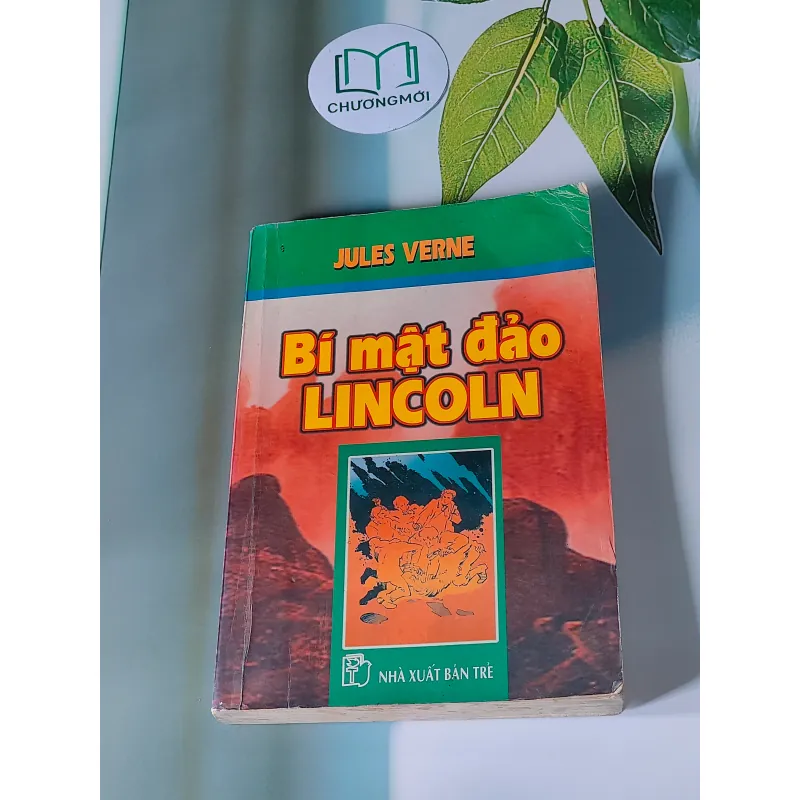 CHƯƠNGMỚI
JULES VERNE
Bí mật đảo
LINCOLN
NHÀ XUẤT BẢN TRẺ